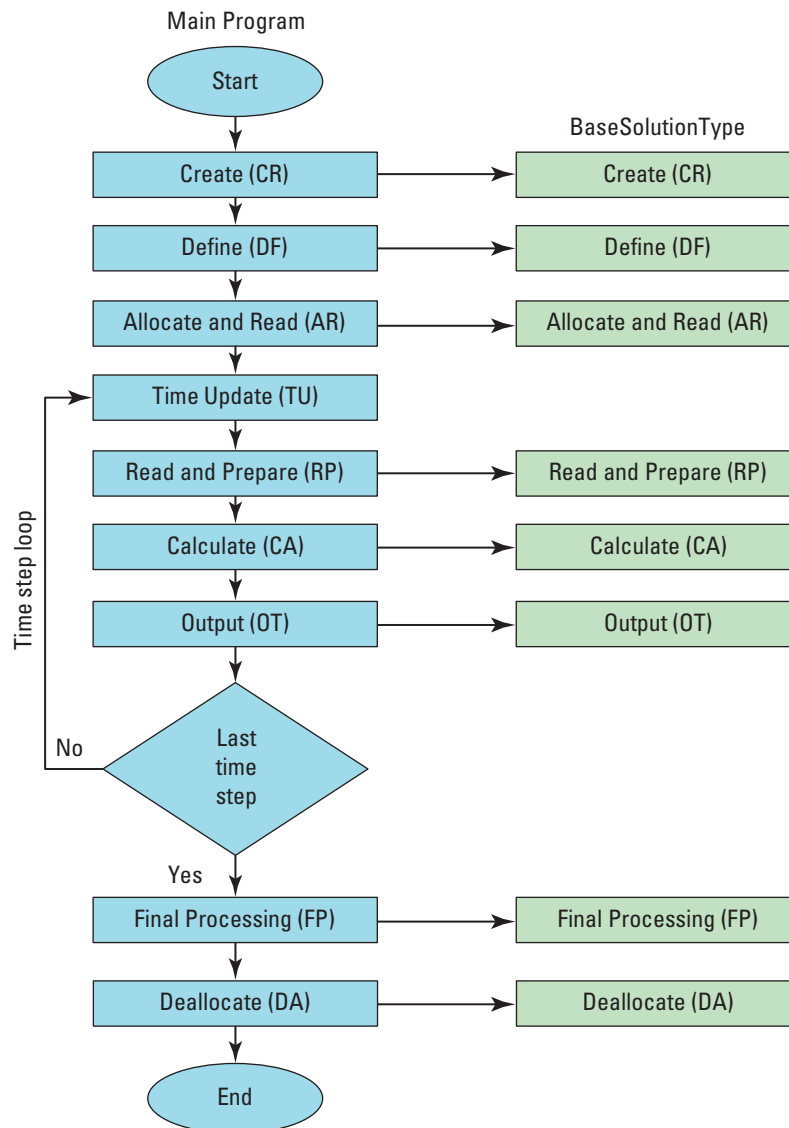 Main Program
Start
BaseSolutionType
Create (CR)
Create (CR)
Define (DF)
Define (DF)
Allocate and Read (AR)
Allocate and Read (AR)
Time Update (TU)
Read and Prepare (RP)
Read and Prepare (RP)
Time step loop
Calculate (CA)
Calculate (CA)
Output (OT)
Output (OT)
Last
time
step
No
Yes
Final Processing (FP)
Final Processing (FP)
Deallocate (DA)
Deallocate (DA)
End